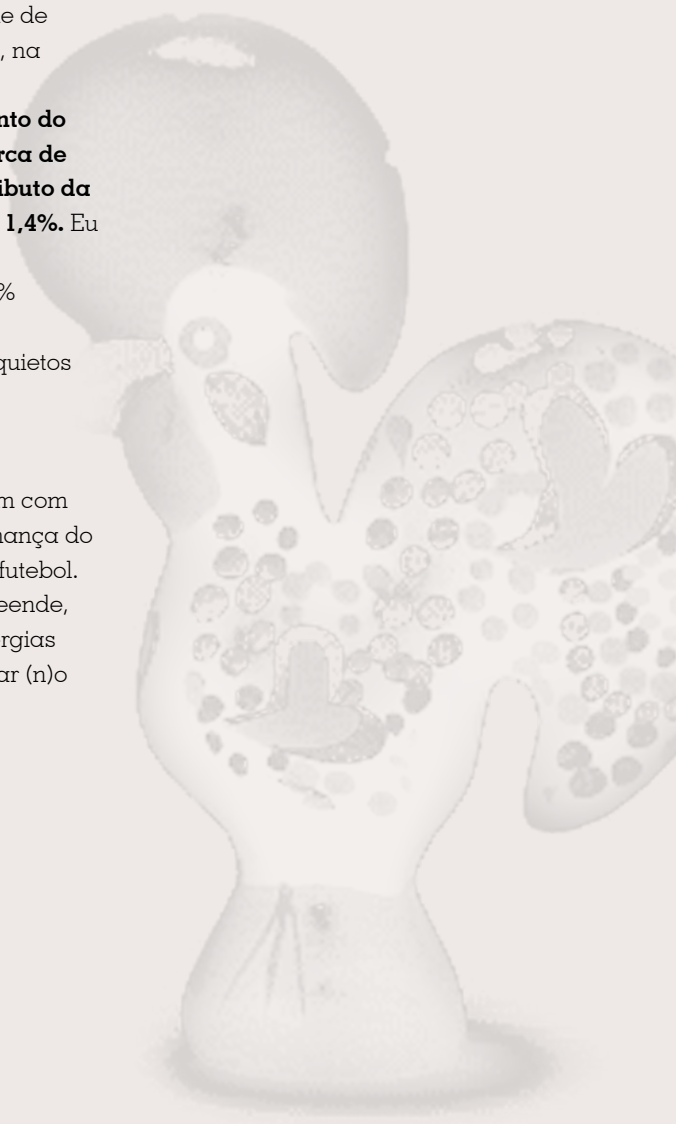 e de
, na
nto do
rca de
ibuto da
1,4%. Eu
%
quietos
m com
nança do
futebol.
eende,
rgias
ar (n)o